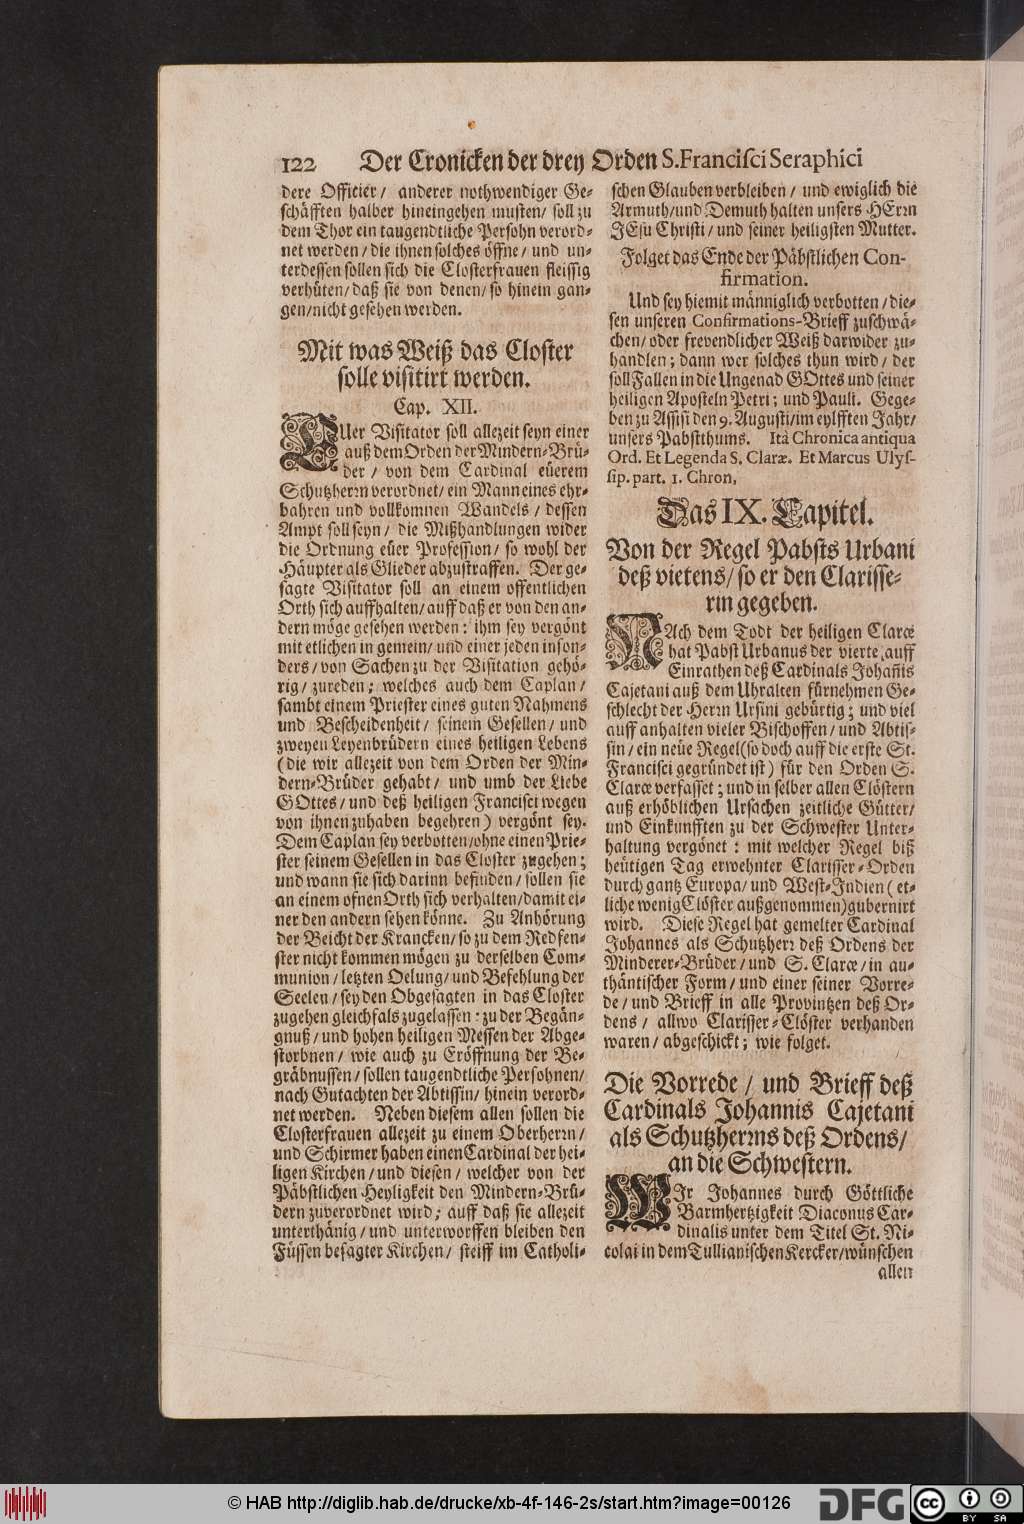 122 Der Cronicken der drey Orden S. Francisci Seraphici
dere Officier/ anderer nothwendiger Ge-
schäfften halber hineingehen musten/ soll zu
dem Thor ein taugendtliche Persohn verord-
net werden/ die ihnen solches öffne/ und un-
terdessen sollen sich die Closterfrauen fleissig
verhüten/ daß sie von denen/ so hinein gan-
gen/ nicht gesehen werden.
Mit was Weiß das Closter
solle visitirt werden.
Cap. XII.
EUer Visitator soll allezeit seyn einer
auß dem Orden der Mindern-Brü-
der/ von dem Cardinal eüerem
Schutzherrn verordnet/ ein Mann eines ehr-
bahren und vollkomnen Wandels/ dessen
Ampt soll seyn/ die Mißhandlungen wider
die Ordnung eüer Profession/ so wohl der
Häupter als Glieder abzustraffen. Der ge-
sagte Visitator soll an einem offentlichen
Orth sich auffhalten/ auff daß er von den an-
dern möge gesehen werden: ihm sey vergönt
mit etlichen in gemein/ und einer jeden inson-
ders/ von Sachen zu der Visitation gehö-
rig/ zureden; welches auch dem Caplan/
sambt einem Priester eines guten Nahmens
und Bescheidenheit/ seinem Gesellen/ und
zweyen Leyenbrüdern eines heiligen Lebens
(die wir allezeit von dem Orden der Min-
dern-Brüder gehabt/ und umb der Liebe
GOttes/ und deß heiligen Francisci wegen
von ihnen zuhaben begehren) vergönt sey.
Dem Caplan sey verbotten/ ohne einen Prie-
ster seinem Gesellen in das Closter zugehen;
und wann sie sich darinn befinden/ sollen sie
an einem ofnen Orth sich verhalten/ damit ei-
ner den andern sehen könne. Zu Anhörung
der Beicht der Krancken/ so zu dem Redfen-
ster nicht kommen mögen zu derselben Com-
munion/ letzten Oelung/ und Befehlung der
Seelen/ sey den Obgesagten in das Closter
zugehen gleichfals zugelassen: zu der Begän-
gnuß/ und hohen heiligen Messen der Abge-
storbnen/ wie auch zu Eröffnung der Be-
gräbnussen/ sollen taugendtliche Persohnen/
nach Gutachten der Abtissin/ hinein verord-
net werden. Neben diesem allen sollen die
Closterfrauen allezeit zu einem Oberherrn/
und Schirmer haben einen Cardinal der hei-
ligen Kirchen/ und diesen/ welcher von der
Päbstlichen Heyligkeit den Mindern-Brü-
dern zuverordnet wird; auff daß sie allezeit
unterthänig/ und unterworffen bleiben den
Füssen besagter Kirchen/ steiff im Catholi-
schen Glauben verbleiben/ und ewiglich die
Armuth/ und Demuth halten unsers HErrn
JEsu Christi/ und seiner heiligsten Mutter.
Folget das Ende der Päbstlichen Con-
firmation.
Und sey hiemit männiglich verbotten/ die-
sen unseren Confirmations-Brieff zuschwä-
chen/ oder frevendlicher Weiß darwider zu-
handlen; dann wer solches thun wird/ der
soll Fallen in die Ungenad GOttes und seiner
heiligen Aposteln Petri; und Pauli. Gege-
ben zu Assisi den 9. Augusti/ im eylfften Jahr/
unsers Pabstthums. Ità Chronica antiqua
Ord. Et Legenda S. Claræ. Et Marcus Ulys-
sip. part. 1. Chron,
Das IX. Capitel.
Von der Regel Pabsts Urbani
deß vietens/ so er den Clarisse-
rin gegeben.
NAch dem Todt der heiligen Claræ
hat Pabst Urbanus der vierte auff
Einrathen deß Cardinals Johañis
Cajetani auß dem Uhralten fürnehmen Ge-
schlecht der Herrn Ursini gebürtig; und viel
auff anhalten vieler Bischoffen/ und Abtis-
sin/ ein neüe Regel (so doch auff die erste St.
Francisci gegründet ist) für den Orden S.
Claræ verfasset; und in selber allen Clöstern
auß erhöblichen Ursachen zeitliche Gütter/
und Einkunfften zu der Schwester Unter-
haltung vergönet: mit welcher Regel biß
heütigen Tag erwehnter Clarisser-Orden
durch gantz Europa/ und West-Indien (et-
liche wenig Clöster außgenommen) gubernirt
wird. Diese Regel hat gemelter Cardinal
Johannes als Schutzherr deß Ordens der
Minderer-Brüder/ und S. Claræ/ in au-
thäntischer Form/ und einer seiner Vorre-
de/ und Brieff in alle Provintzen deß Or-
dens/ allwo Clarisser-Clöster verhanden
waren/ abgeschickt; wie folget.
Die Vorrede/ und Brieff deß
Cardinals Johannis Cajetani
als Schutzherrns deß Ordens/
an die Schwestern.
WIr Johannes durch Göttliche
Barmhertzigkeit Diaconus Car-
dinalis unter dem Titel St. Ni-
colai in dem Tullianischen Kercker/ wünschen
allen
© HAB http://diglib.hab.de/drucke/xb-4f-146-2s/start.htm?image=00126
DFG
cc
BY SA